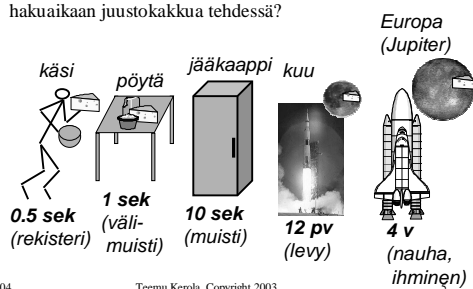 hakuaikaan juustokakkua tehdessä?
Europa
(Jupiter)
käsi
pöytä
jääkaappi
kuu
0.5 sek
(rekisteri)
1 sek
(väli-
muisti)
10 sek
(muisti)
12 pv
(levy)
4 v
(nauha,
ihminen)
04
Teemu Kerola, Copyright 2003